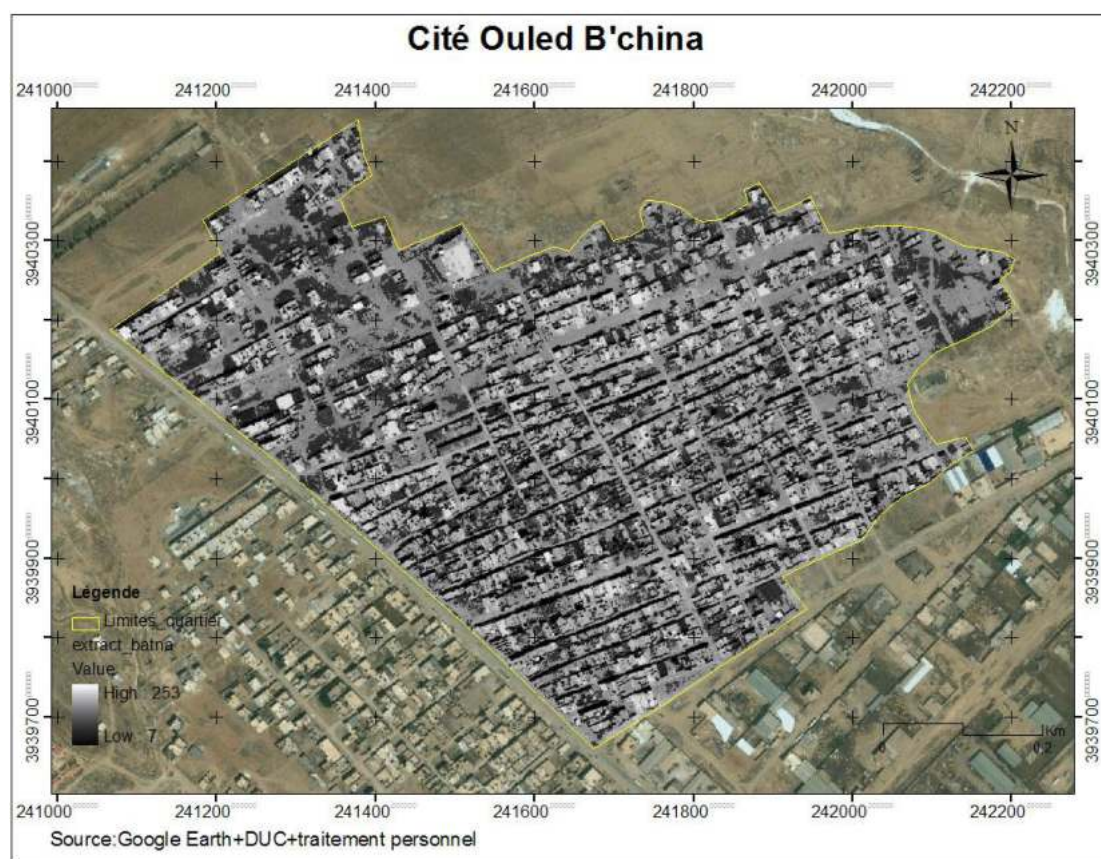 Cité Ouled B'china
241000 241200 241400 241600 241800 242000 242200
N
3940300 3940300
3940100 3940100
3939900 3939900
3939700 3939700
Légende
Limites_quartier
extract_batna
Value
High : 253
Low : 7
Km
0 0,2
241000 241200 241400 241600 241800 242000 242200
Source:Google Earth+DUC+traitement personnel